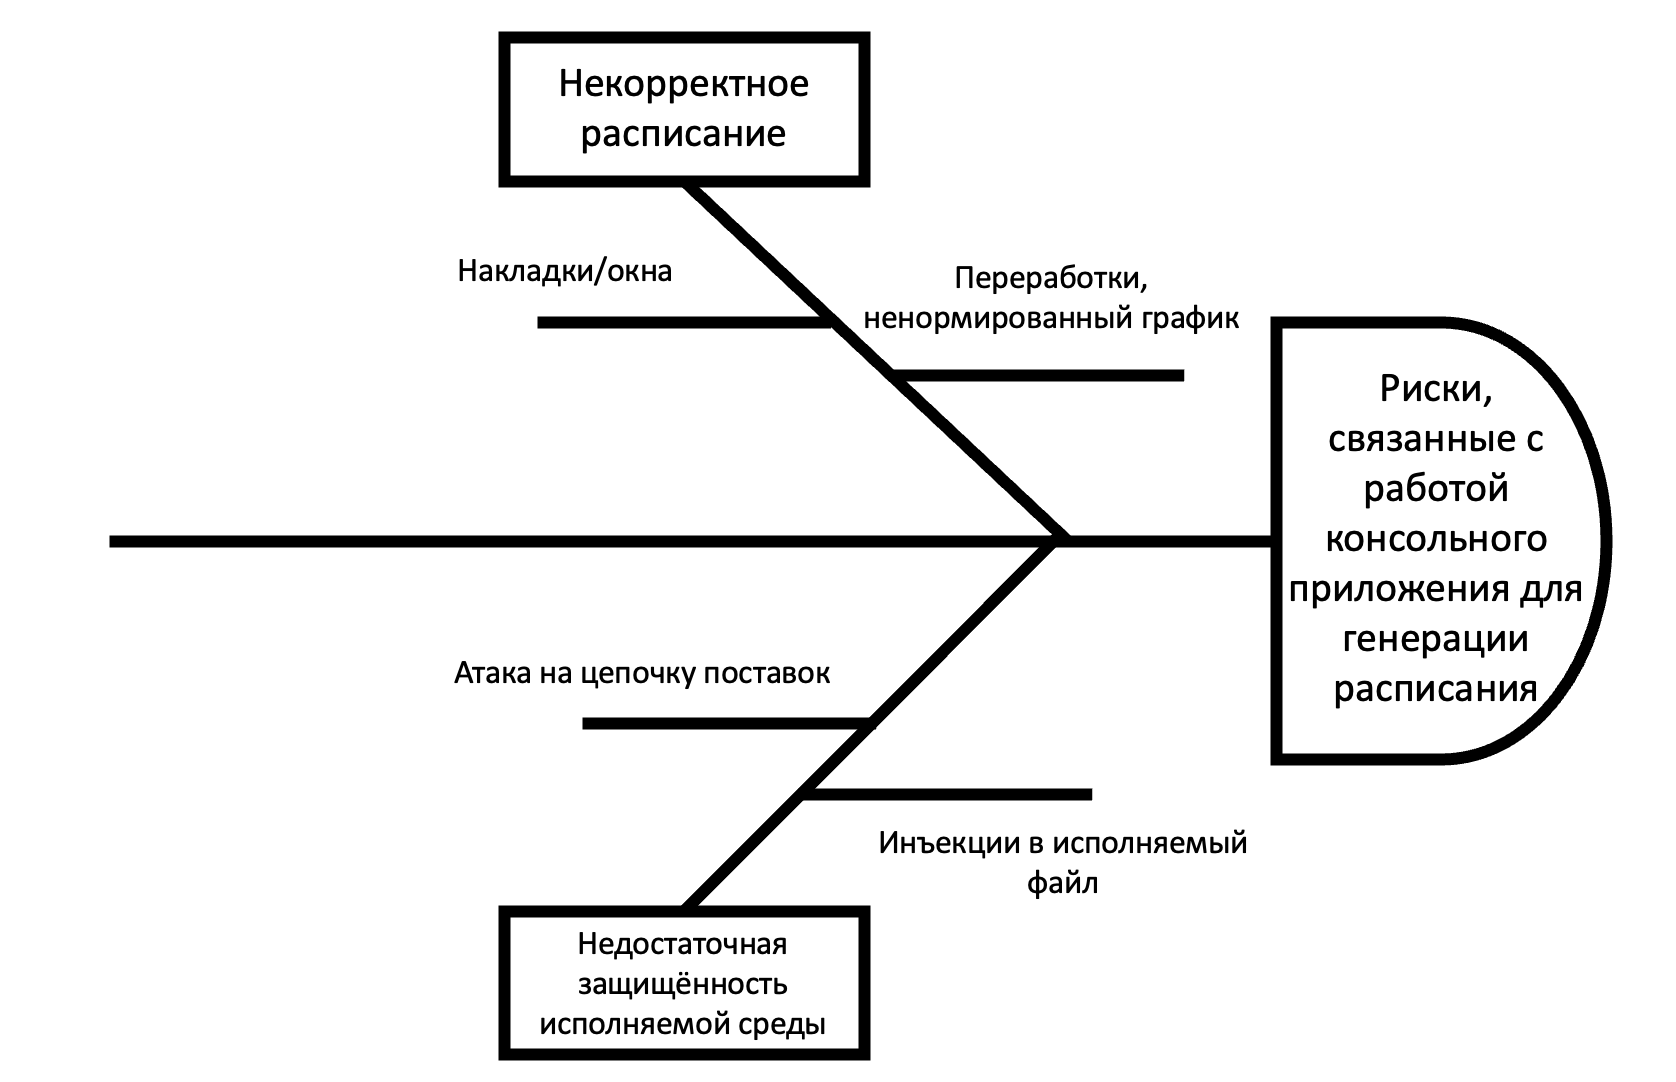 Некорректное
расписание
Накладки/окна
Переработки,
ненормированный график
Риски,
связанные с
работой
консольного
приложения для
генерации
расписания
Атака на цепочку поставок
Инъекции в исполняемый
файл
Недостаточная
защищённость
исполняемой среды